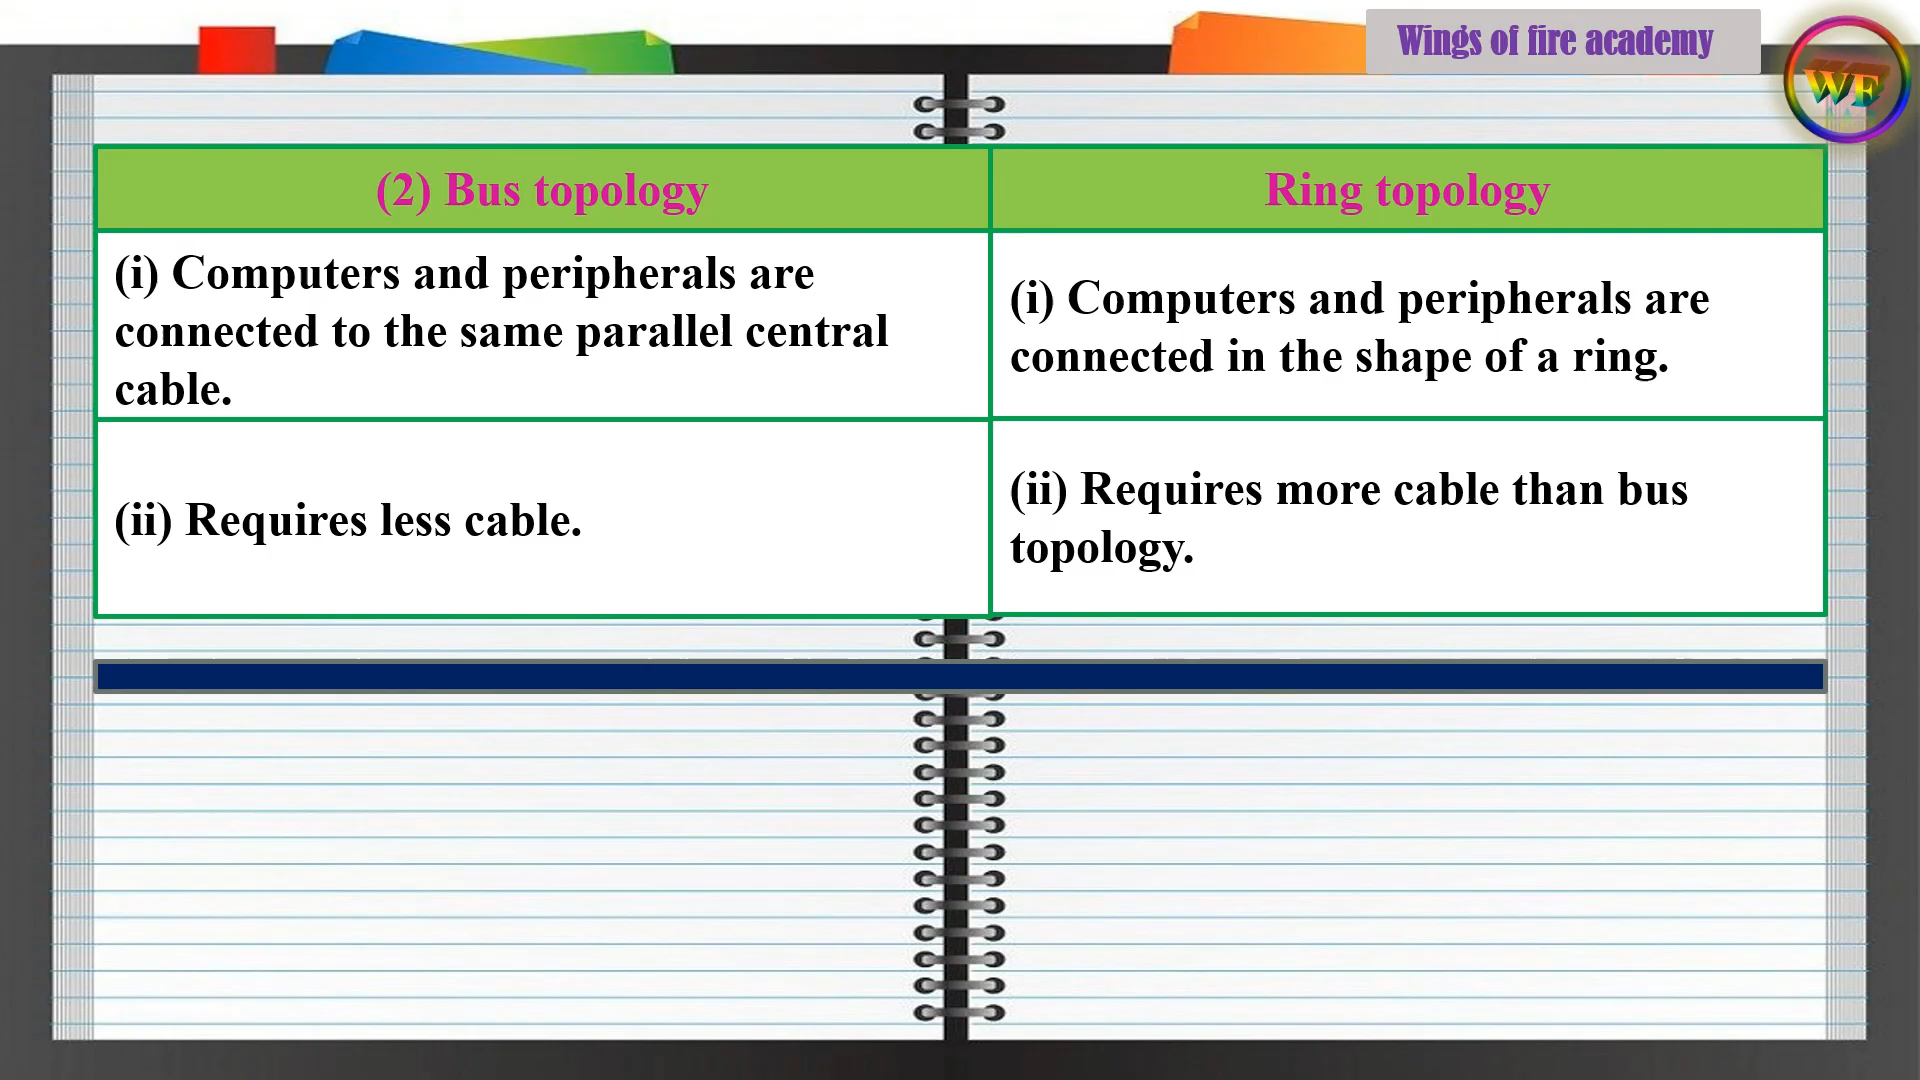 Wings of fire academy
WE
(2) Bus topology
Ring topology
(i) Computers and peripherals are
connected to the same parallel central
cable.
(i) Computers and peripherals are
connected in the shape of a ring.
(ii) Requires less cable.
(ii) Requires more cable than bus
topology.